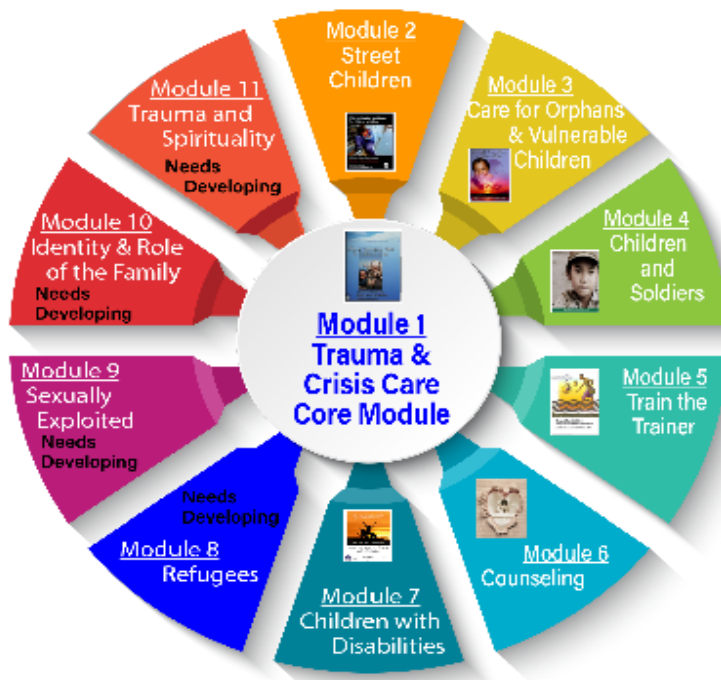 Module 1
Trauma &
Crisis Care
Core Module
Module 2
Street
Children
Module 3
Care for Orphans
& Vulnerable
Children
Module 4
Children
and
Soldiers
Module 5
Train the
Trainer
Module 6
Counseling
Module 7
Children with
Disabilities
Needs
Developing
Module 8
Refugees
Module 9
Sexually
Exploited
Needs
Developing
Module 10
Identity & Role
of the Family
Needs
Developing
Module 11
Trauma and
Spirituality
Needs
Developing